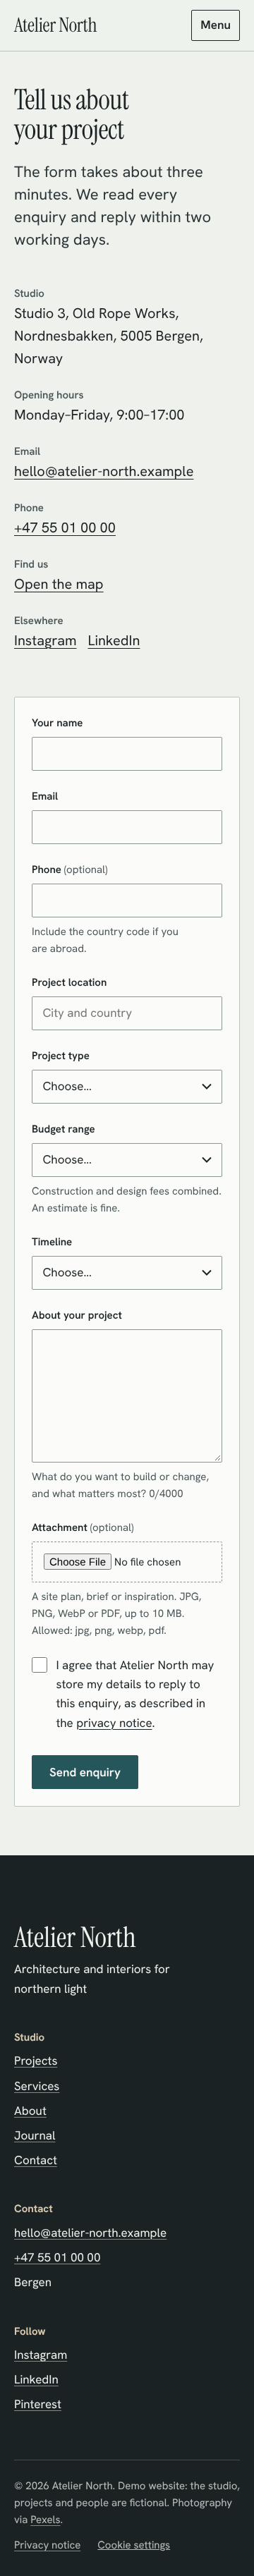 Atelier North
Menu
Tell us about
your project
The form takes about three
minutes. We read every
enquiry and reply within two
working days.
Studio
Studio 3, Old Rope Works,
Nordnesbakken, 5005 Bergen,
Norway
Opening hours
Monday–Friday, 9:00–17:00
Email
hello@atelier-north.example
Phone
+47 55 01 00 00
Find us
Open the map
Elsewhere
Instagram LinkedIn
Your name
Email
Phone (optional)
Include the country code if you
are abroad.
Project location
City and country
Project type
Choose…
Budget range
Choose…
Construction and design fees combined.
An estimate is fine.
Timeline
Choose…
About your project
What do you want to build or change,
and what matters most? 0/4000
Attachment (optional)
Choose File No file chosen
A site plan, brief or inspiration. JPG,
PNG, WebP or PDF, up to 10 MB.
Allowed: jpg, png, webp, pdf.
I agree that Atelier North may
store my details to reply to
this enquiry, as described in
the privacy notice.
Send enquiry
Atelier North
Architecture and interiors for
northern light
Studio
Projects
Services
About
Journal
Contact
Contact
hello@atelier-north.example
+47 55 01 00 00
Bergen
Follow
Instagram
LinkedIn
Pinterest
© 2026 Atelier North. Demo website: the studio,
projects and people are fictional. Photography
via Pexels.
Privacy notice Cookie settings